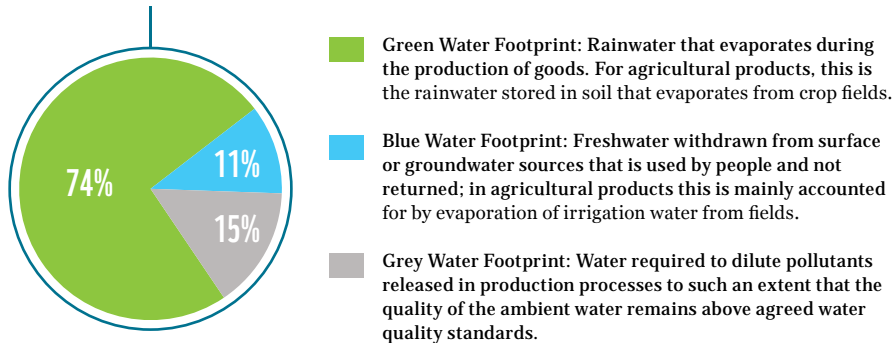 74%
11%
15%
Green Water Footprint: Rainwater that evaporates during
the production of goods. For agricultural products, this is
the rainwater stored in soil that evaporates from crop fields.
Blue Water Footprint: Freshwater withdrawn from surface
or groundwater sources that is used by people and not
returned; in agricultural products this is mainly accounted
for by evaporation of irrigation water from fields.
Grey Water Footprint: Water required to dilute pollutants
released in production processes to such an extent that the
quality of the ambient water remains above agreed water
quality standards.